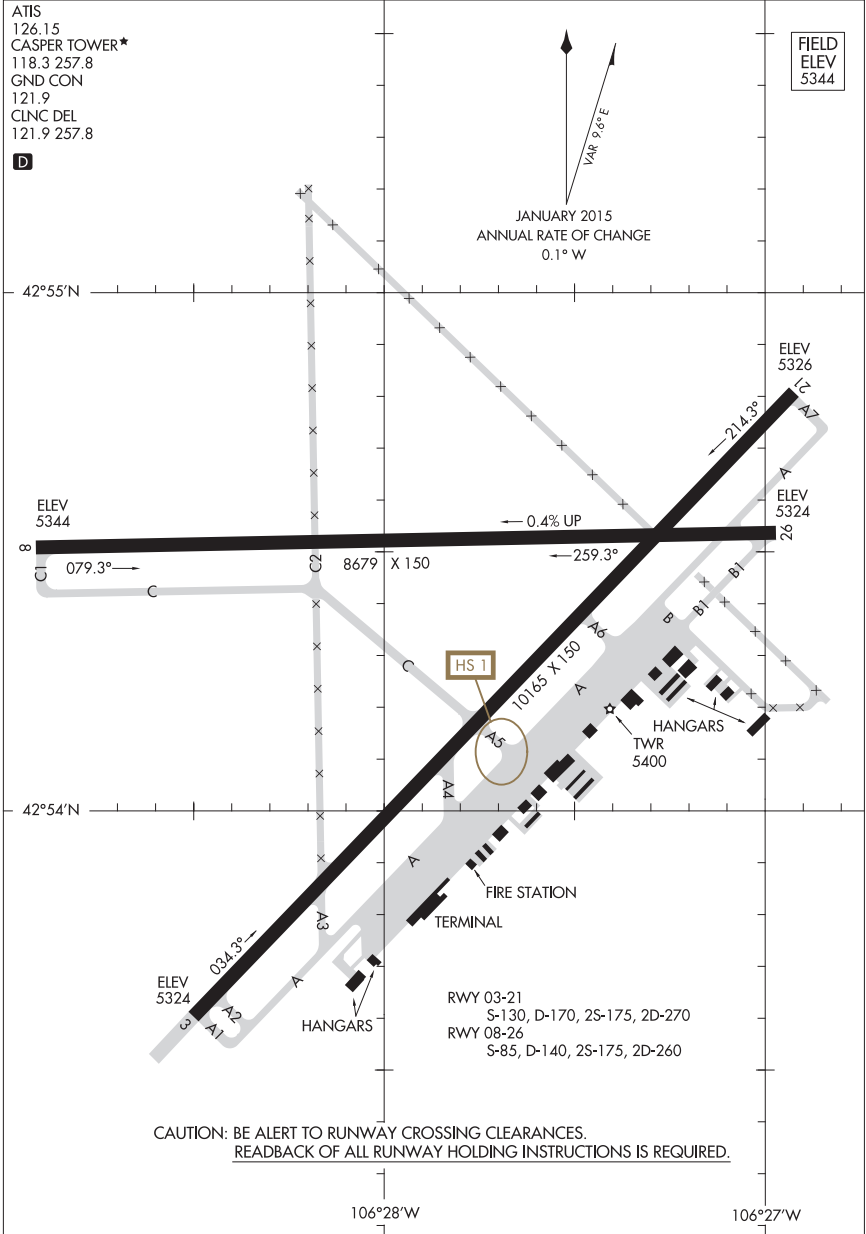 ATIS
126.15
CASPER TOWER★
118.3 257.8
GND CON
121.9
CLNC DEL
121.9 257.8
D
FIELD
ELEV
5344
VAR 9.6° E
JANUARY 2015
ANNUAL RATE OF CHANGE
0.1° W
42°55'N
ELEV
5326
21
A7
214.3°
A
ELEV
5344
ELEV
5324
0.4% UP
8
26
079.3°
C2
8679 X 150
259.3°
C1
C
B1
B1
B
A6
C
HS 1
10165 X 150
A
A5
HANGARS
TWR
5400
A4
42°54'N
A
FIRE STATION
TERMINAL
A3
034.3°
A
ELEV
5324
3
A2
A1
HANGARS
RWY 03-21
S-130, D-170, 2S-175, 2D-270
RWY 08-26
S-85, D-140, 2S-175, 2D-260
CAUTION: BE ALERT TO RUNWAY CROSSING CLEARANCES.
READBACK OF ALL RUNWAY HOLDING INSTRUCTIONS IS REQUIRED.
106°28'W
106°27'W